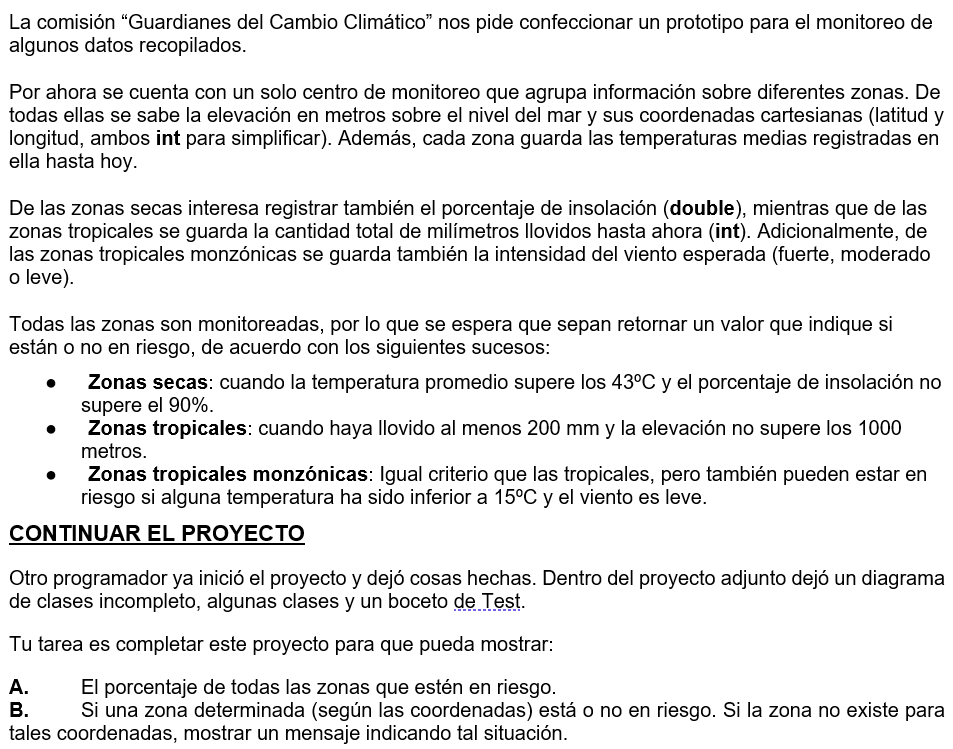 La comisión “Guardianes del Cambio Climático” nos pide confeccionar un prototipo para el monitoreo de
algunos datos recopilados.
Por ahora se cuenta con un solo centro de monitoreo que agrupa información sobre diferentes zonas. De
todas ellas se sabe la elevación en metros sobre el nivel del mar y sus coordenadas cartesianas (latitud y
longitud, ambos int para simplificar). Además, cada zona guarda las temperaturas medias registradas en
ella hasta hoy.
De las zonas secas interesa registrar también el porcentaje de insolación (double), mientras que de las
zonas tropicales se guarda la cantidad total de milímetros llovidos hasta ahora (int). Adicionalmente, de
las zonas tropicales monzónicas se guarda también la intensidad del viento esperada (fuerte, moderado
o leve).
Todas las zonas son monitoreadas, por lo que se espera que sepan retornar un valor que indique si
están o no en riesgo, de acuerdo con los siguientes sucesos:
● Zonas secas: cuando la temperatura promedio supere los 43ºC y el porcentaje de insolación no
supere el 90%.
● Zonas tropicales: cuando haya llovido al menos 200 mm y la elevación no supere los 1000
metros.
● Zonas tropicales monzónicas: Igual criterio que las tropicales, pero también pueden estar en
riesgo si alguna temperatura ha sido inferior a 15ºC y el viento es leve.
CONTINUAR EL PROYECTO
Otro programador ya inició el proyecto y dejó cosas hechas. Dentro del proyecto adjunto dejó un diagrama
de clases incompleto, algunas clases y un boceto de Test.
Tu tarea es completar este proyecto para que pueda mostrar:
A. El porcentaje de todas las zonas que estén en riesgo.
B. Si una zona determinada (según las coordenadas) está o no en riesgo. Si la zona no existe para
tales coordenadas, mostrar un mensaje indicando tal situación.